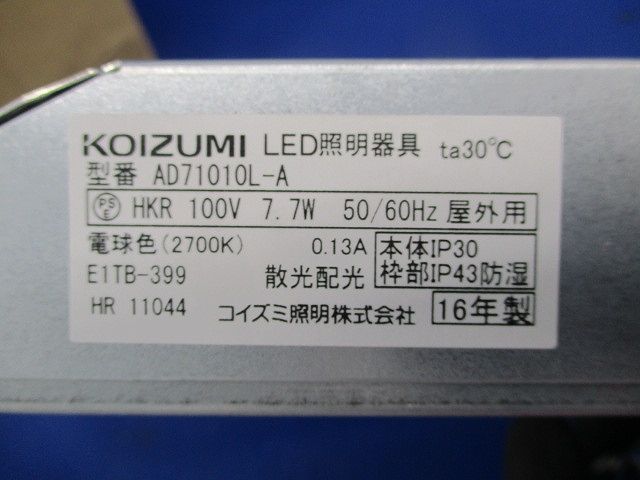 KOIZUMI LED照明器具 ta30℃
型番 AD71010L-A
PSE HKR 100V 7.7W 50/60Hz 屋外用
電球色(2700K) 0.13A 本体IP30
E1TB-399 散光配光 枠部IP43防湿
HR 11044 コイズミ照明株式会社 16年製